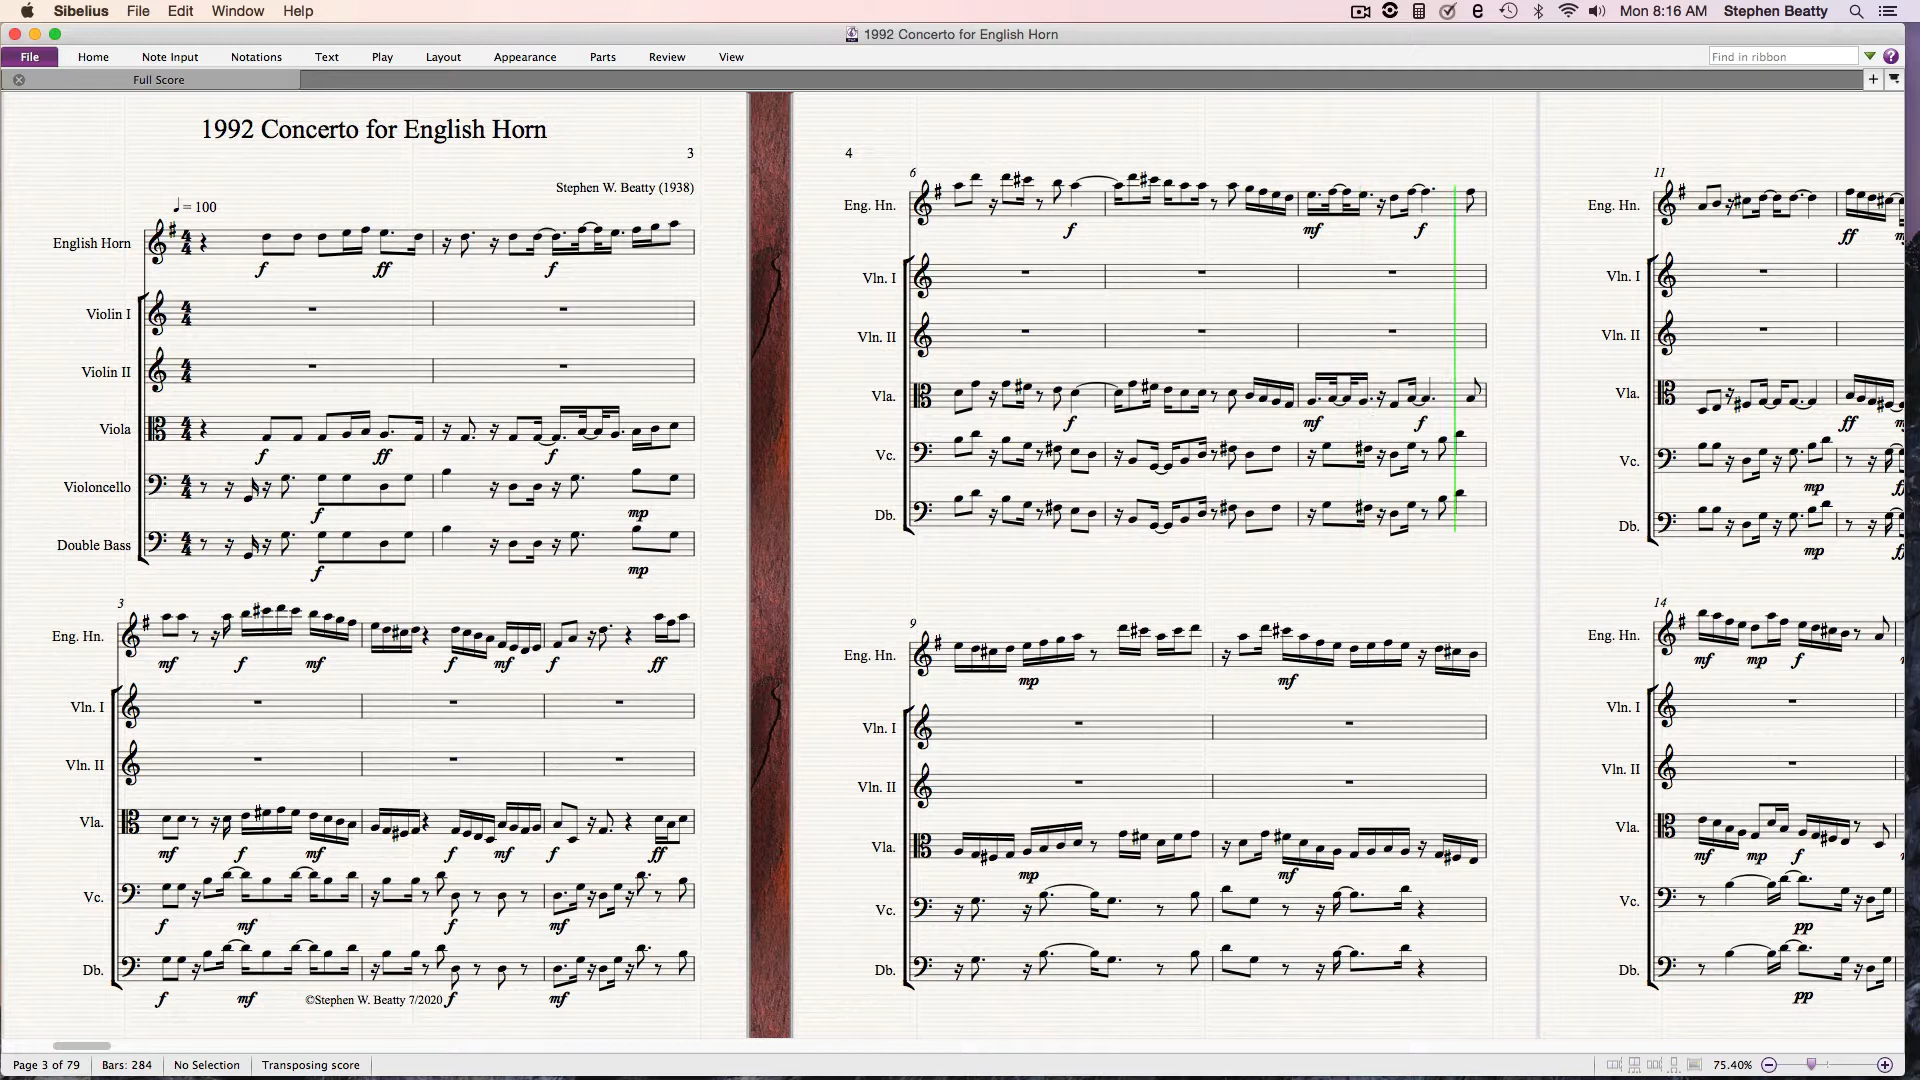 Sibelius File Edit Window Help Mon 8:16 AM Stephen Beatty
1992 Concerto for English Horn
File Home Note Input Notations Text Play Layout Appearance Parts Review View Find in ribbon
Full Score
1992 Concerto for English Horn
3
Stephen W. Beatty (1938)
= 100
English Horn
f ff f
Violin I
Violin II
Viola
f ff f
Violoncello
f mp
Double Bass
f mp
3
Eng. Hn.
mf f mf f mf f ff
Vln. I
Vln. II
Vla.
mf f mf f mf f ff
Vc.
f mf f mf
Db.
f mf ©Stephen W. Beatty 7/2020 f mf
4
6
Eng. Hn.
f mf f
Vln. I
Vln. II
Vla.
f mf f
Vc.
Db.
9
Eng. Hn.
mp mf
Vln. I
Vln. II
Vla.
mp mf
Vc.
Db.
11
Eng. Hn.
ff
Vln. I
Vln. II
Vla.
ff
Vc.
mp
Db.
mp
14
Eng. Hn.
mf mp f
Vln. I
Vln. II
Vla.
mf mp f
Vc.
pp
Db.
pp
Page 3 of 79 Bars: 284 No Selection Transposing score 75.40%